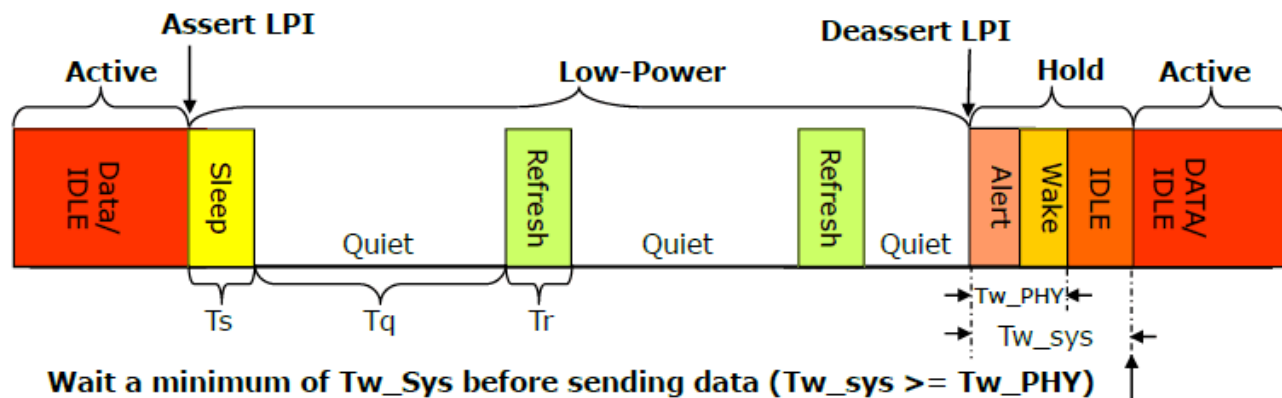 Assert LPI
Deassert LPI
Active
Low-Power
Hold
Active
Data/
IDLE
Sleep
Quiet
Refresh
Quiet
Refresh
Quiet
Alert
Wake
IDLE
DATA/
IDLE
Ts
Tq
Tr
Tw_PHY
Tw_sys
Wait a minimum of Tw_Sys before sending data (Tw_sys >= Tw_PHY)